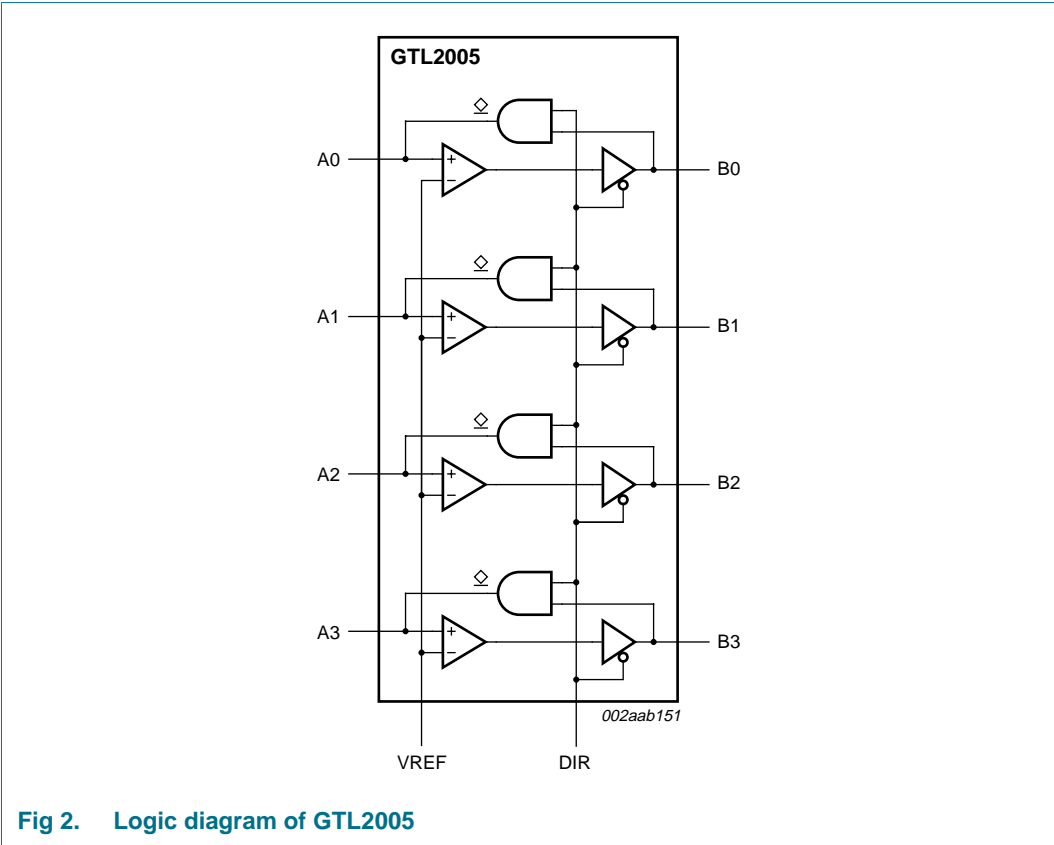 GTL2005
A0
+
−
B0
A1
+
−
B1
A2
+
−
B2
A3
+
−
B3
002aab151
VREF DIR
Fig 2. Logic diagram of GTL2005